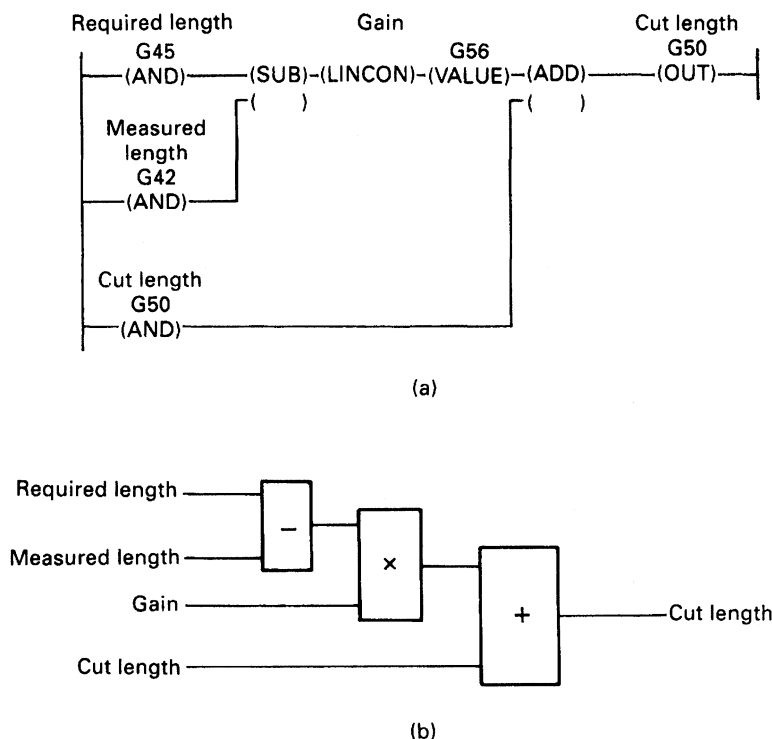 Required length Gain Cut length
G45 G56 G50
(AND) (SUB) (LINCON) (VALUE) (ADD) (OUT)
( ) ( )
Measured
length
G42
(AND)
Cut length
G50
(AND)
(a)
Required length
−
Measured length
×
Gain
+
Cut length
Cut length
(b)